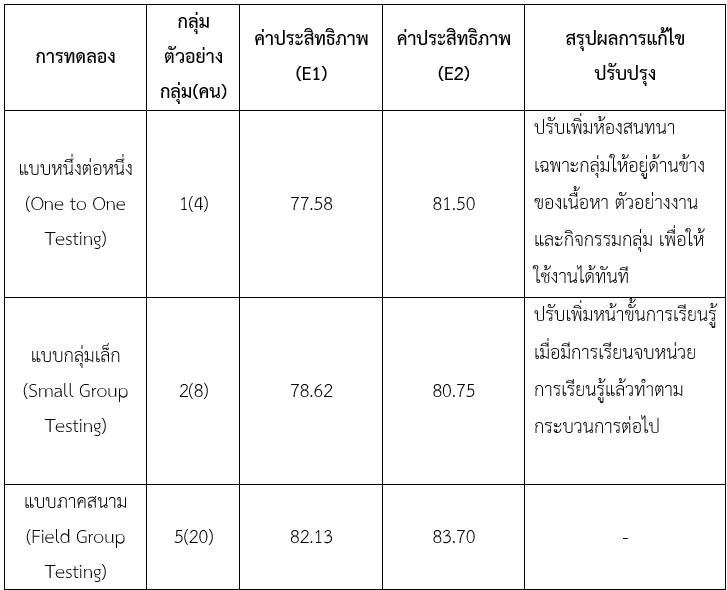 การทดลอง
กลุ่ม
ตัวอย่าง
กลุ่ม(คน)
ค่าประสิทธิภาพ
(E1)
ค่าประสิทธิภาพ
(E2)
สรุปผลการแก้ไข
ปรับปรุง
แบบหนึ่งต่อหนึ่ง
(One to One
Testing)
1(4)
77.58
81.50
ปรับเพิ่มห้องสนทนา
เฉพาะกลุ่มให้อยู่ด้านข้าง
ของเนื้อหา ตัวอย่างงาน
และกิจกรรมกลุ่ม เพื่อให้
ใช้งานได้ทันที
แบบกลุ่มเล็ก
(Small Group
Testing)
2(8)
78.62
80.75
ปรับเพิ่มหน้าขั้นการเรียนรู้
เมื่อมีการเรียนจบหน่วย
การเรียนรู้แล้วทำตาม
กระบวนการต่อไป
แบบภาคสนาม
(Field Group
Testing)
5(20)
82.13
83.70
-